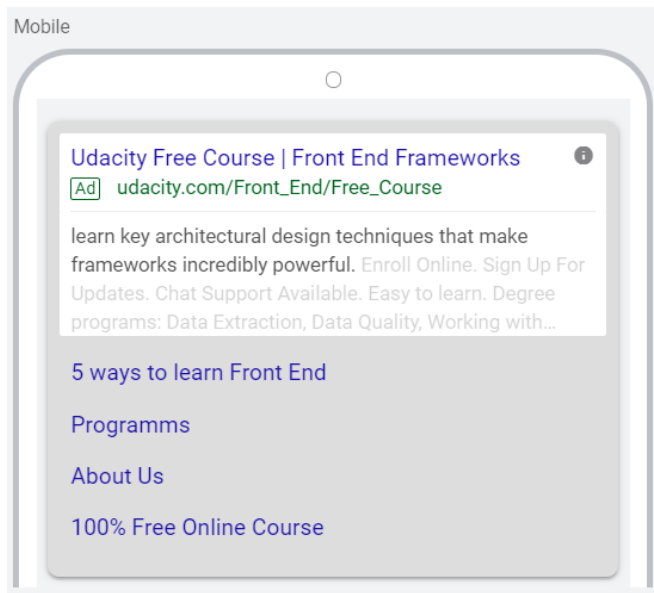 Mobile
Udacity Free Course | Front End Frameworks
Ad udacity.com/Front_End/Free_Course
learn key architectural design techniques that make
frameworks incredibly powerful. Enroll Online. Sign Up For
Updates. Chat Support Available. Easy to learn. Degree
programs: Data Extraction, Data Quality, Working with...
5 ways to learn Front End
Programms
About Us
100% Free Online Course